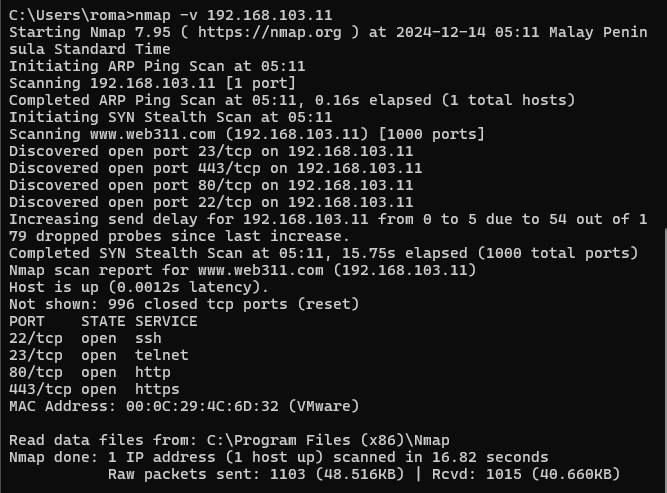 C:\Users\roma>nmap -v 192.168.103.11
Starting Nmap 7.95 ( https://nmap.org ) at 2024-12-14 05:11 Malay Penin
sula Standard Time
Initiating ARP Ping Scan at 05:11
Scanning 192.168.103.11 [1 port]
Completed ARP Ping Scan at 05:11, 0.16s elapsed (1 total hosts)
Initiating SYN Stealth Scan at 05:11
Scanning www.web311.com (192.168.103.11) [1000 ports]
Discovered open port 23/tcp on 192.168.103.11
Discovered open port 443/tcp on 192.168.103.11
Discovered open port 80/tcp on 192.168.103.11
Discovered open port 22/tcp on 192.168.103.11
Increasing send delay for 192.168.103.11 from 0 to 5 due to 54 out of 1
79 dropped probes since last increase.
Completed SYN Stealth Scan at 05:11, 15.75s elapsed (1000 total ports)
Nmap scan report for www.web311.com (192.168.103.11)
Host is up (0.0012s latency).
Not shown: 996 closed tcp ports (reset)
PORT    STATE SERVICE
22/tcp  open  ssh
23/tcp  open  telnet
80/tcp  open  http
443/tcp open  https
MAC Address: 00:0C:29:4C:6D:32 (VMware)

Read data files from: C:\Program Files (x86)\Nmap
Nmap done: 1 IP address (1 host up) scanned in 16.82 seconds
           Raw packets sent: 1103 (48.516KB) | Rcvd: 1015 (40.660KB)